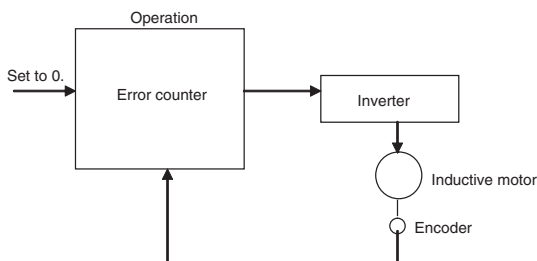 Operation
Set to 0.
Error counter
Inverter
Inductive motor
Encoder